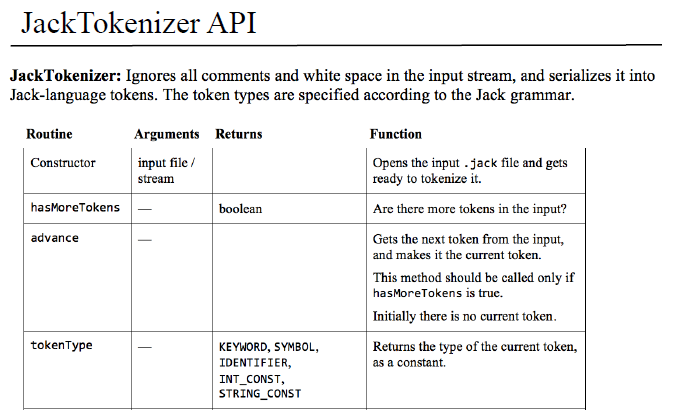 JackTokenizer API
JackTokenizer: Ignores all comments and white space in the input stream, and serializes it into
Jack-language tokens. The token types are specified according to the Jack grammar.
Routine Arguments Returns Function
Constructor input file / Opens the input .jack file and gets
stream ready to tokenize it.
hasMoreTokens — boolean Are there more tokens in the input?
advance — Gets the next token from the input,
and makes it the current token.
This method should be called only if
hasMoreTokens is true.
Initially there is no current token.
tokenType — KEYWORD, SYMBOL, Returns the type of the current token,
IDENTIFIER, as a constant.
INT_CONST,
STRING_CONST